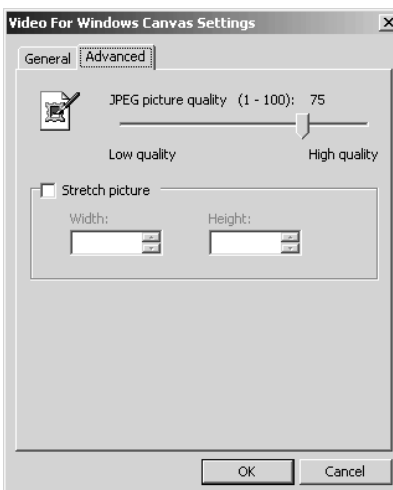 Video For Windows Canvas Settings
General Advanced
JPEG picture quality (1 - 100): 75
Low quality High quality
Stretch picture
Width: Height:
OK Cancel